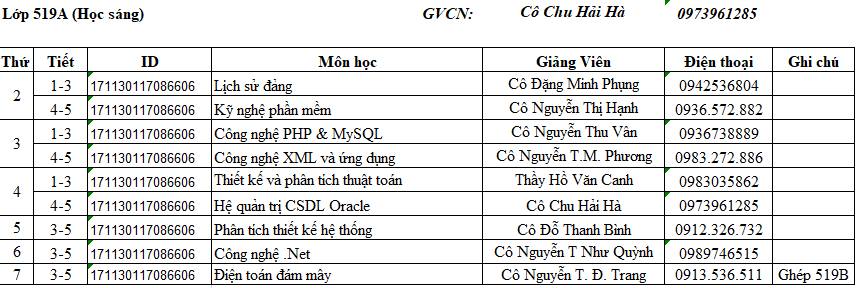 Lớp 519A (Học sáng) GVCN: Cô Chu Hải Hà 0973961285
Thứ Tiết ID Môn học Giảng Viên Điện thoại Ghi chú
2 1-3 171130117086606 Lịch sử đảng Cô Đặng Minh Phụng 0942536804
4-5 171130117086606 Kỹ nghệ phần mềm Cô Nguyễn Thị Hạnh 0936.572.882
3 1-3 171130117086606 Công nghệ PHP & MySQL Cô Nguyễn Thu Vân 0936738889
4-5 171130117086606 Công nghệ XML và ứng dụng Cô Nguyễn T.M. Phương 0983.272.886
4 1-3 171130117086606 Thiết kế và phân tích thuật toán Thầy Hồ Văn Canh 0983035862
4-5 171130117086606 Hệ quản trị CSDL Oracle Cô Chu Hải Hà 0973961285
5 3-5 171130117086606 Phân tích thiết kế hệ thống Cô Đỗ Thanh Bình 0912.326.732
6 3-5 171130117086606 Công nghệ .Net Cô Nguyễn T Như Quỳnh 0989746515
7 3-5 171130117086606 Điện toán đám mây Cô Nguyễn T. Đ. Trang 0913.536.511 Ghép 519B